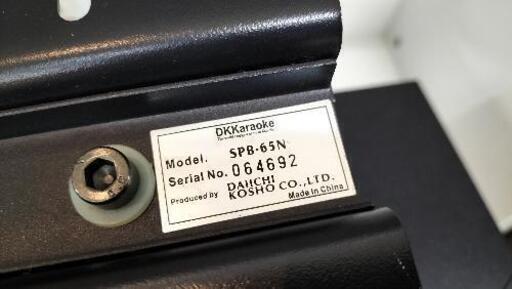 DKKaraoke
Model. SPB-65N
Serial No. 064692
Produced by DAIICHI KOSHO CO.,LTD.
Made in China